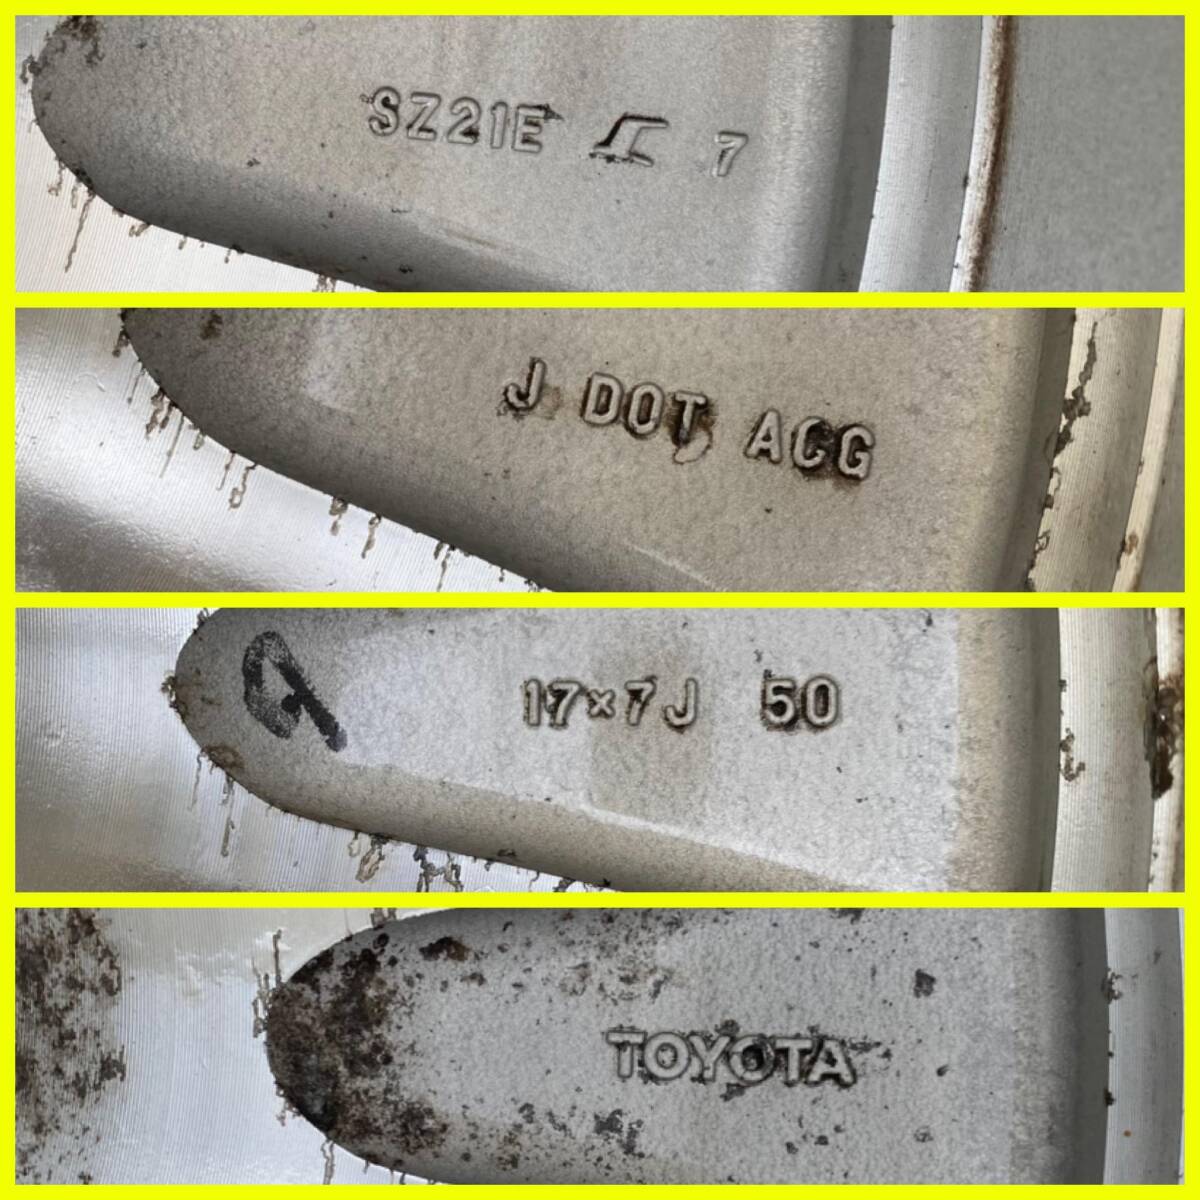 SZ21E 7
J DOT ACG
17×7J 50
TOYOTA